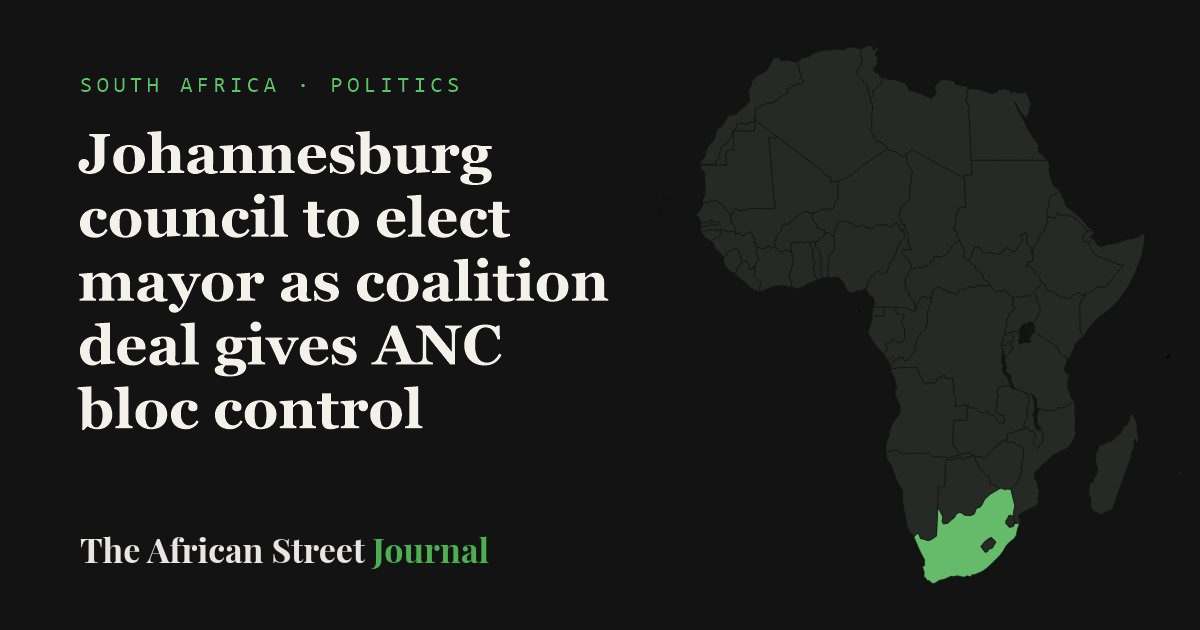 SOUTH AFRICA · POLITICS
Johannesburg
council to elect
mayor as coalition
deal gives ANC
bloc control
The African Street Journal